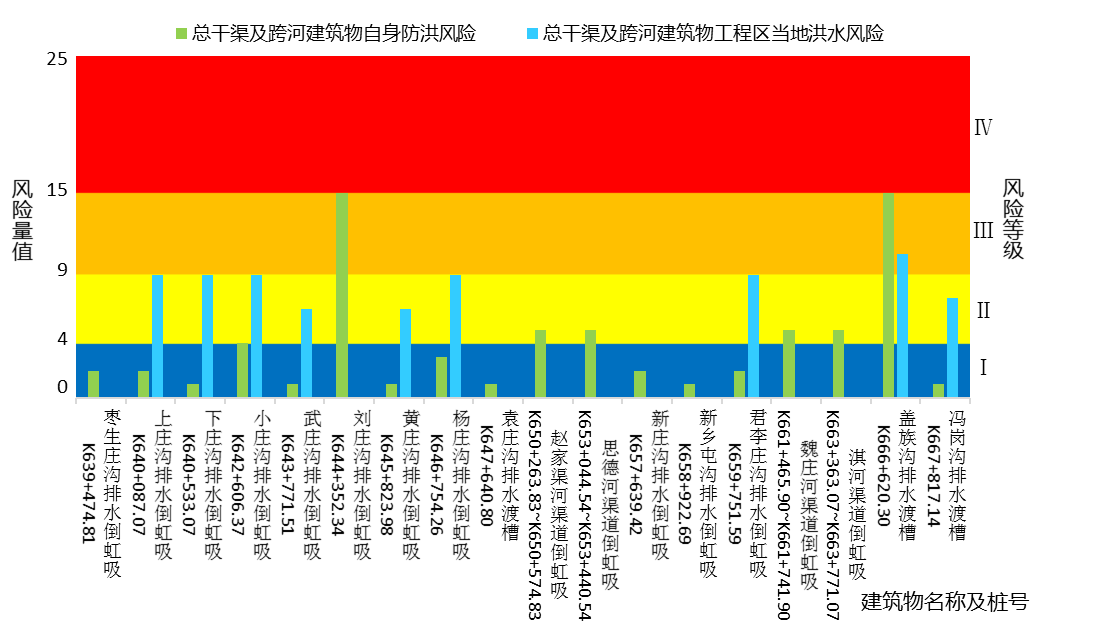 总干渠及跨河建筑物自身防洪风险
总干渠及跨河建筑物工程区当地洪水风险
25
15
9
4
0
风险量值
Ⅳ
Ⅲ
Ⅱ
Ⅰ
风险等级
枣生庄沟排水倒虹吸
K639+474.81
上庄沟排水倒虹吸
K640+087.07
下庄沟排水倒虹吸
K640+533.07
小庄沟排水倒虹吸
K642+606.37
武庄沟排水倒虹吸
K643+771.51
刘庄沟排水倒虹吸
K644+352.34
黄庄沟排水倒虹吸
K645+823.98
杨庄沟排水倒虹吸
K646+754.26
袁庄沟排水渡槽
K647+640.80
赵家渠河渠道倒虹吸
K650+263.83~K650+574.83
思德河渠道倒虹吸
K653+044.54~K653+440.54
新庄沟排水倒虹吸
K657+639.42
新乡屯沟排水倒虹吸
K658+922.69
君李庄沟排水倒虹吸
K659+751.59
魏庄河渠道倒虹吸
K661+465.90~K661+741.90
淇河渠道倒虹吸
K663+363.07~K663+771.07
盖族沟排水渡槽
K666+620.30
冯岗沟排水渡槽
K667+817.14
建筑物名称及桩号